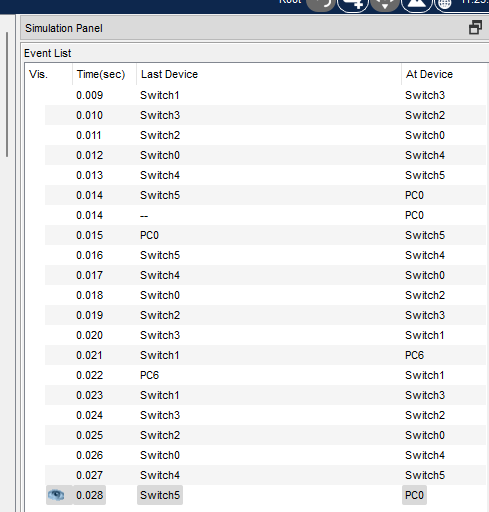 Simulation Panel
Event List
Vis. Time(sec) Last Device At Device
0.009 Switch1 Switch3
0.010 Switch3 Switch2
0.011 Switch2 Switch0
0.012 Switch0 Switch4
0.013 Switch4 Switch5
0.014 Switch5 PC0
0.014 -- PC0
0.015 PC0 Switch5
0.016 Switch5 Switch4
0.017 Switch4 Switch0
0.018 Switch0 Switch2
0.019 Switch2 Switch3
0.020 Switch3 Switch1
0.021 Switch1 PC6
0.022 PC6 Switch1
0.023 Switch1 Switch3
0.024 Switch3 Switch2
0.025 Switch2 Switch0
0.026 Switch0 Switch4
0.027 Switch4 Switch5
0.028 Switch5 PC0